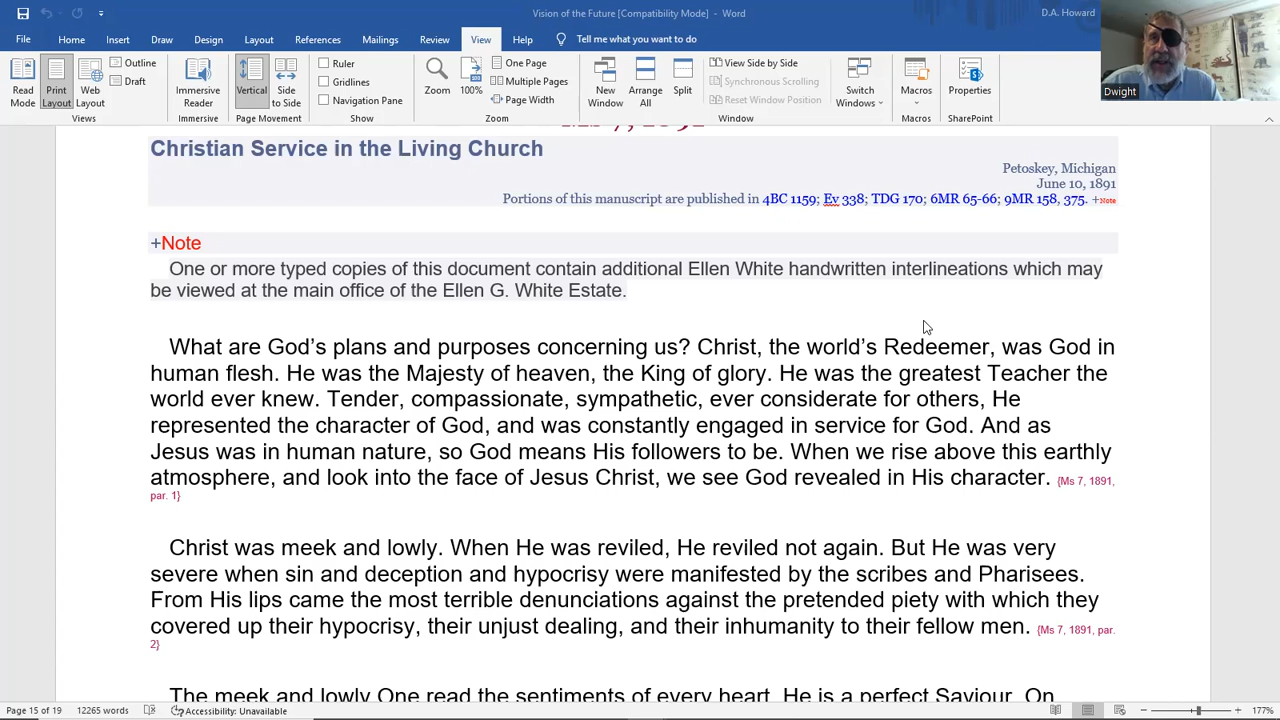 Vision of the Future [Compatibility Mode] - Word
D.A. Howard
File Home Insert Draw Design Layout References Mailings Review View Help Tell me what you want to do
Read Mode
Print Layout
Web Layout
Outline
Draft
Views
Immersive Reader
Immersive
Vertical
Side to Side
Page Movement
Ruler
Gridlines
Navigation Pane
Show
Zoom
100%
One Page
Multiple Pages
Page Width
Zoom
New Window
Arrange All
Split
View Side by Side
Synchronous Scrolling
Reset Window Position
Window
Switch Windows
Macros
Macros
Properties
SharePoint
Dwight
Christian Service in the Living Church
Petoskey, Michigan
June 10, 1891
Portions of this manuscript are published in 4BC 1159; Ev 338; TDG 170; 6MR 65-66; 9MR 158, 375. +Note
+Note
One or more typed copies of this document contain additional Ellen White handwritten interlineations which may
be viewed at the main office of the Ellen G. White Estate.
What are God's plans and purposes concerning us? Christ, the world's Redeemer, was God in
human flesh. He was the Majesty of heaven, the King of glory. He was the greatest Teacher the
world ever knew. Tender, compassionate, sympathetic, ever considerate for others, He
represented the character of God, and was constantly engaged in service for God. And as
Jesus was in human nature, so God means His followers to be. When we rise above this earthly
atmosphere, and look into the face of Jesus Christ, we see God revealed in His character. {Ms 7, 1891,
par. 1}
Christ was meek and lowly. When He was reviled, He reviled not again. But He was very
severe when sin and deception and hypocrisy were manifested by the scribes and Pharisees.
From His lips came the most terrible denunciations against the pretended piety with which they
covered up their hypocrisy, their unjust dealing, and their inhumanity to their fellow men. {Ms 7, 1891, par.
2}
The meek and lowly One read the sentiments of every heart. He is a perfect Saviour. On
Page 15 of 19 12265 words Accessibility: Unavailable 177%